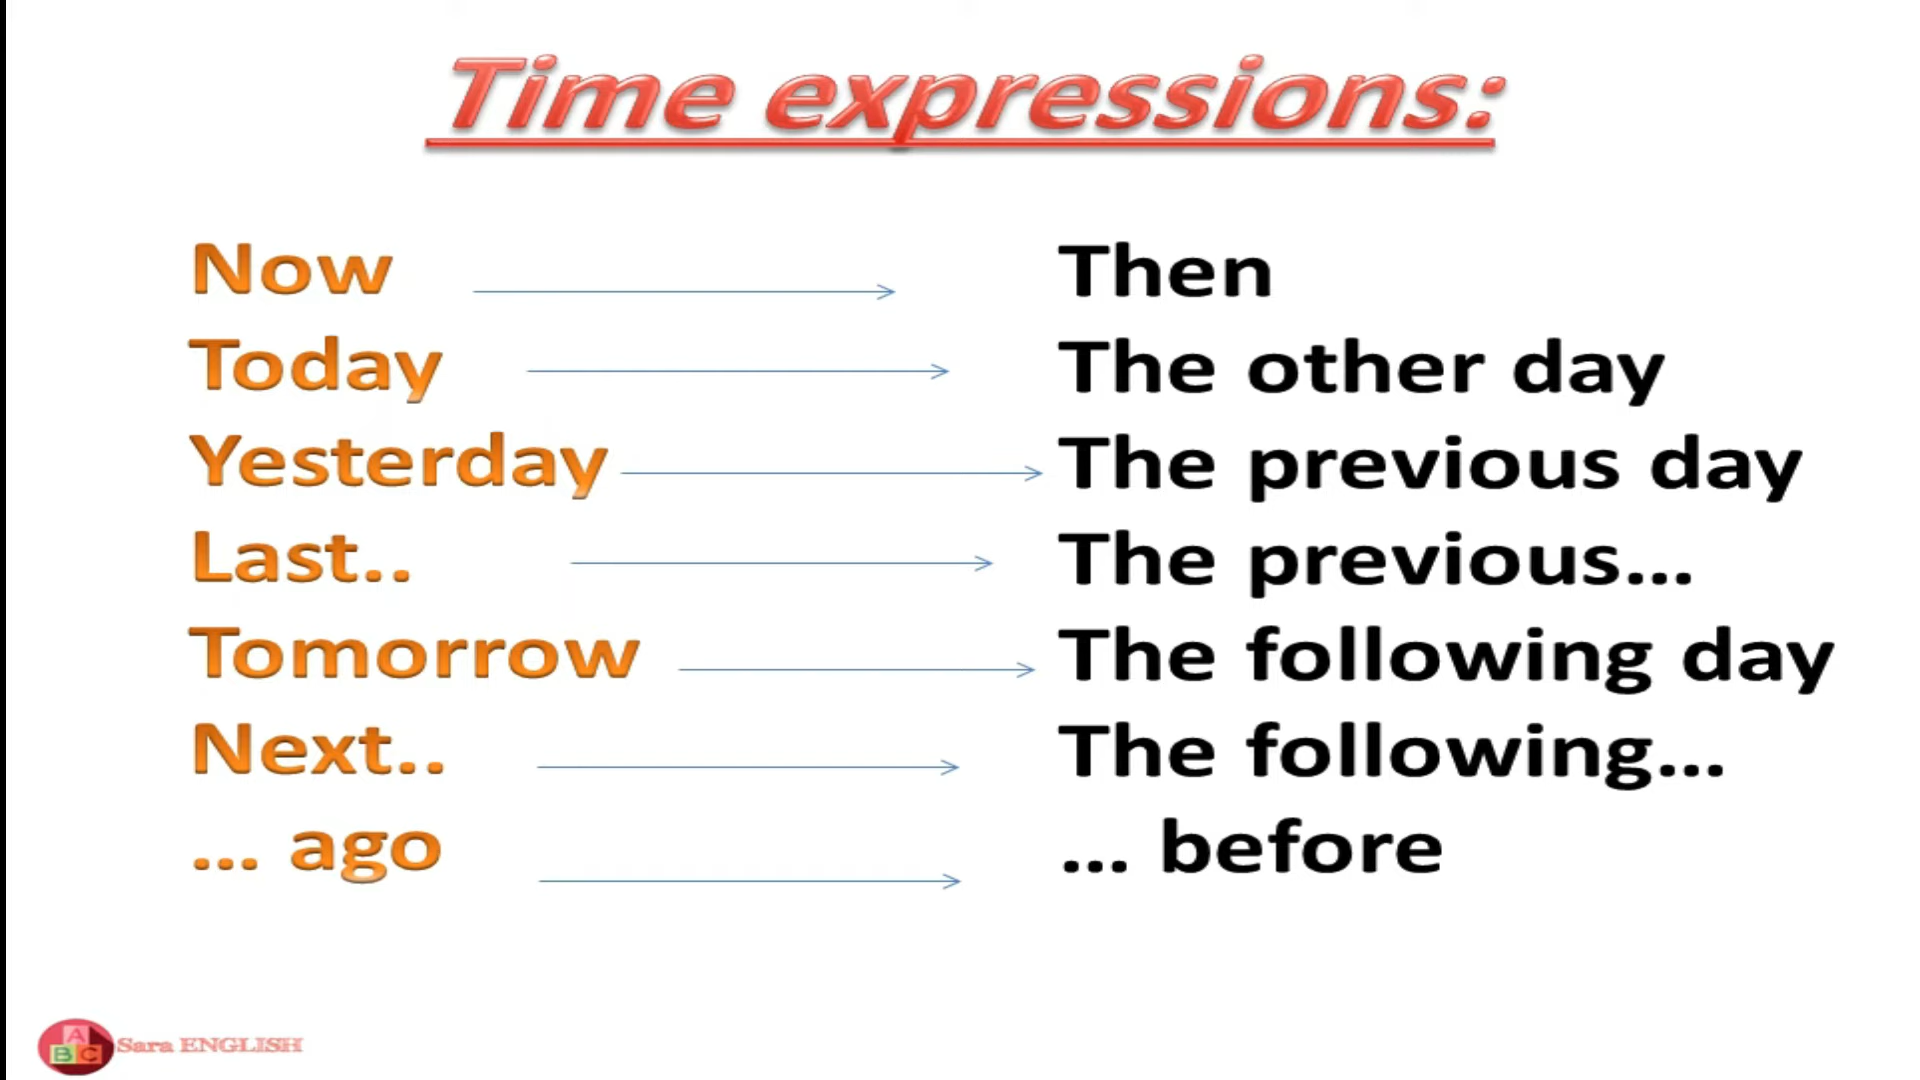 Time expressions:
Now Then
Today The other day
Yesterday The previous day
Last.. The previous...
Tomorrow The following day
Next.. The following...
... ago ... before
A
B C Sara ENGLISH